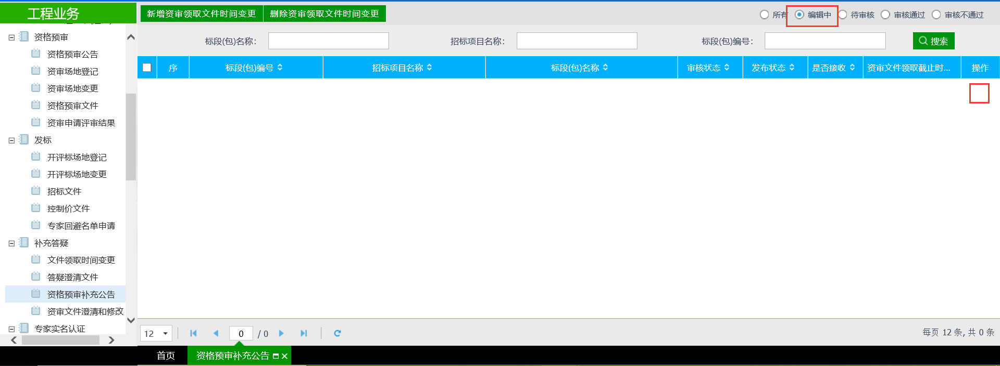 工程业务
新增资审领取文件时间变更 删除资审领取文件时间变更
所有 编辑中 待审核 审核通过 审核不通过
标段(包)名称： 招标项目名称： 标段(包)编号： 搜索
序 标段(包)编号 招标项目名称 标段(包)名称 审核状态 发布状态 是否接收 资审文件领取截止时... 操作
资格预审
资格预审公告
资审场地登记
资审场地变更
资格预审文件
资审申请评审结果
发标
开评标场地登记
开评标场地变更
招标文件
控制价文件
专家回避名单申请
补充答疑
文件领取时间变更
答疑澄清文件
资格预审补充公告
资审文件澄清和修改
专家实名认证
12 0 / 0 每页 12 条, 共 0 条
首页 资格预审补充公告